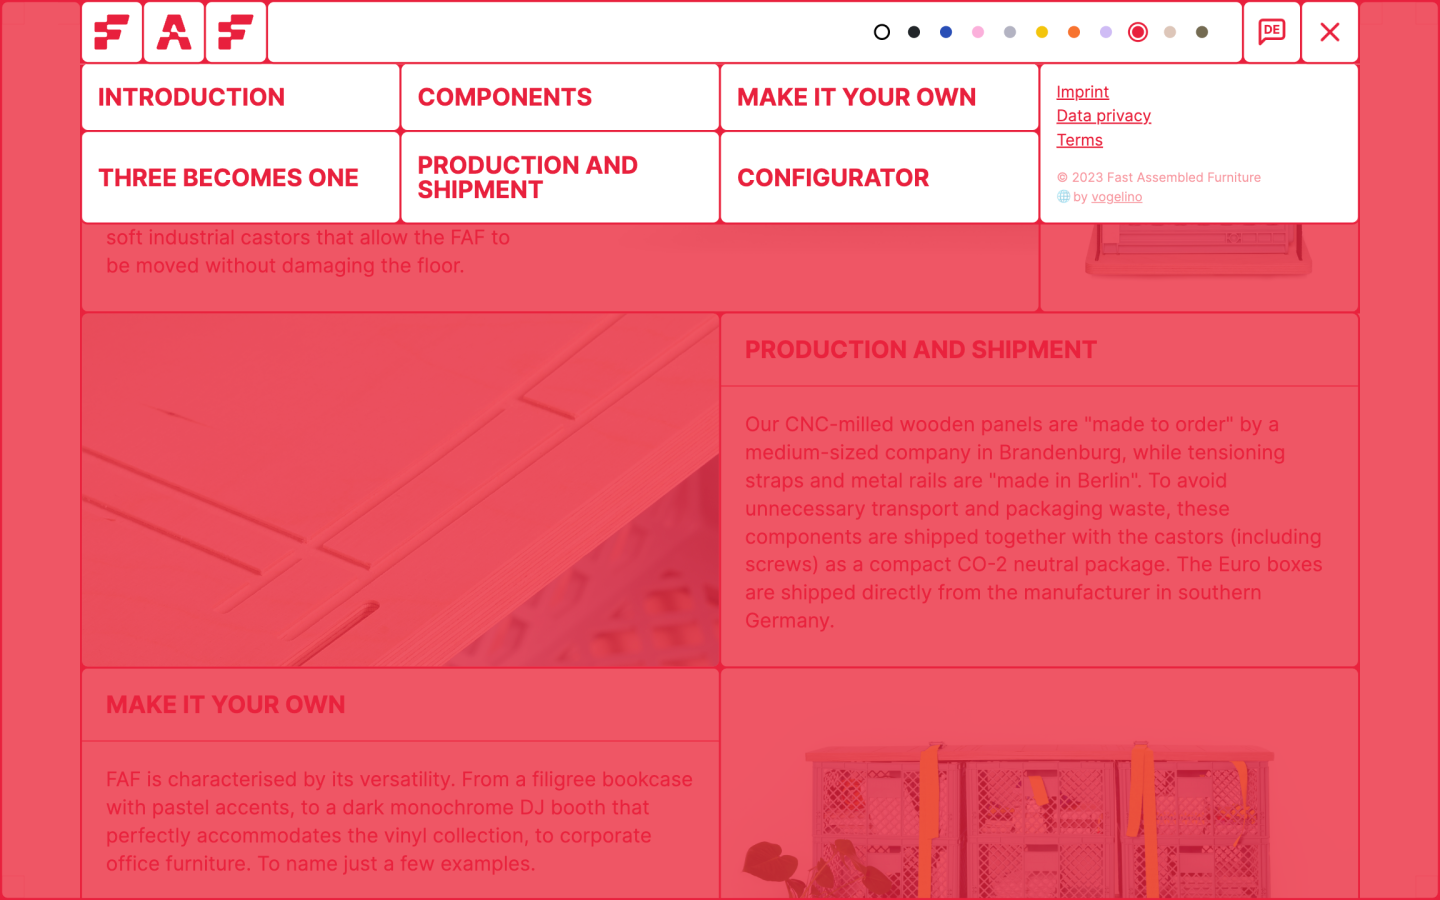 FAF
DE
INTRODUCTION
COMPONENTS
MAKE IT YOUR OWN
THREE BECOMES ONE
PRODUCTION AND
SHIPMENT
CONFIGURATOR
Imprint
Data privacy
Terms
© 2023 Fast Assembled Furniture
🌐 by vogelino
soft industrial castors that allow the FAF to
be moved without damaging the floor.
PRODUCTION AND SHIPMENT
Our CNC-milled wooden panels are "made to order" by a
medium-sized company in Brandenburg, while tensioning
straps and metal rails are "made in Berlin". To avoid
unnecessary transport and packaging waste, these
components are shipped together with the castors (including
screws) as a compact CO-2 neutral package. The Euro boxes
are shipped directly from the manufacturer in southern
Germany.
MAKE IT YOUR OWN
FAF is characterised by its versatility. From a filigree bookcase
with pastel accents, to a dark monochrome DJ booth that
perfectly accommodates the vinyl collection, to corporate
office furniture. To name just a few examples.